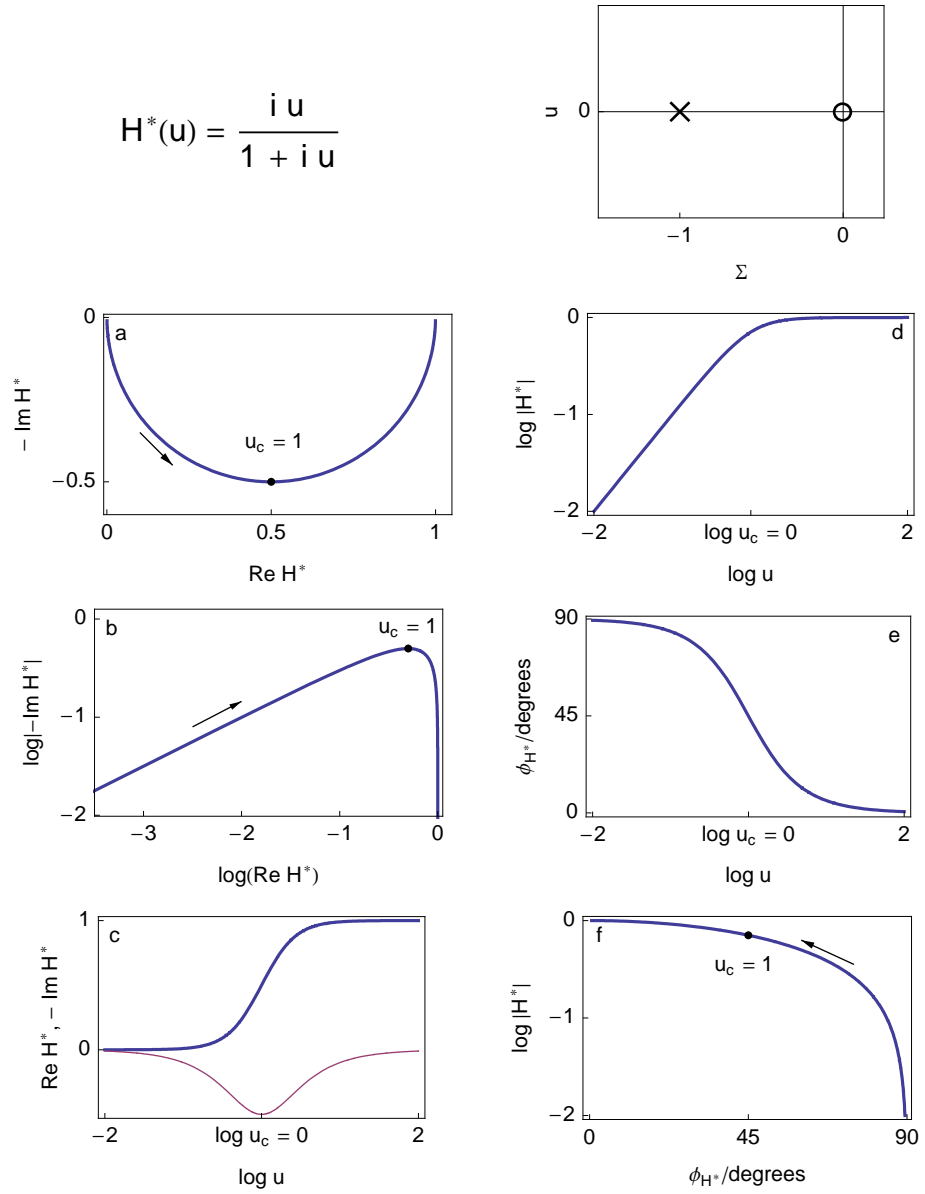 H*(u) = i u / 1 + i u
u
0
−1 0
Σ
a
0
−0.5
− Im H*
u_c = 1
0 0.5 1
Re H*
d
0
−1
−2
log |H*|
−2 log u_c = 0 2
log u
b
0
−1
−2
log|−Im H*|
u_c = 1
−3 −2 −1 0
log(Re H*)
e
90
45
0
ϕ_H*/degrees
−2 log u_c = 0 2
log u
c
1
0
Re H*, − Im H*
−2 log u_c = 0 2
log u
f
0
−1
−2
log |H*|
u_c = 1
0 45 90
ϕ_H*/degrees